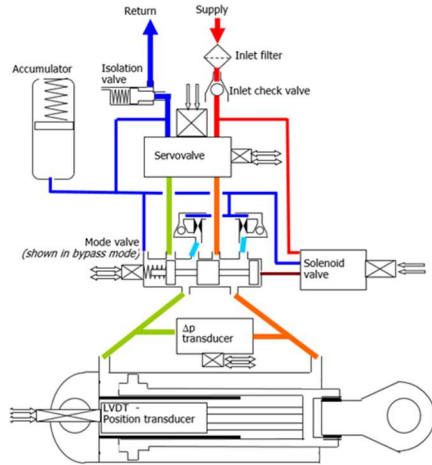 Return
Supply
Accumulator
Isolation
valve
Inlet filter
Inlet check valve
Servovalve
Mode valve
(shown in bypass mode)
Solenoid
valve
Δp
transducer
LVDT -
Position transducer